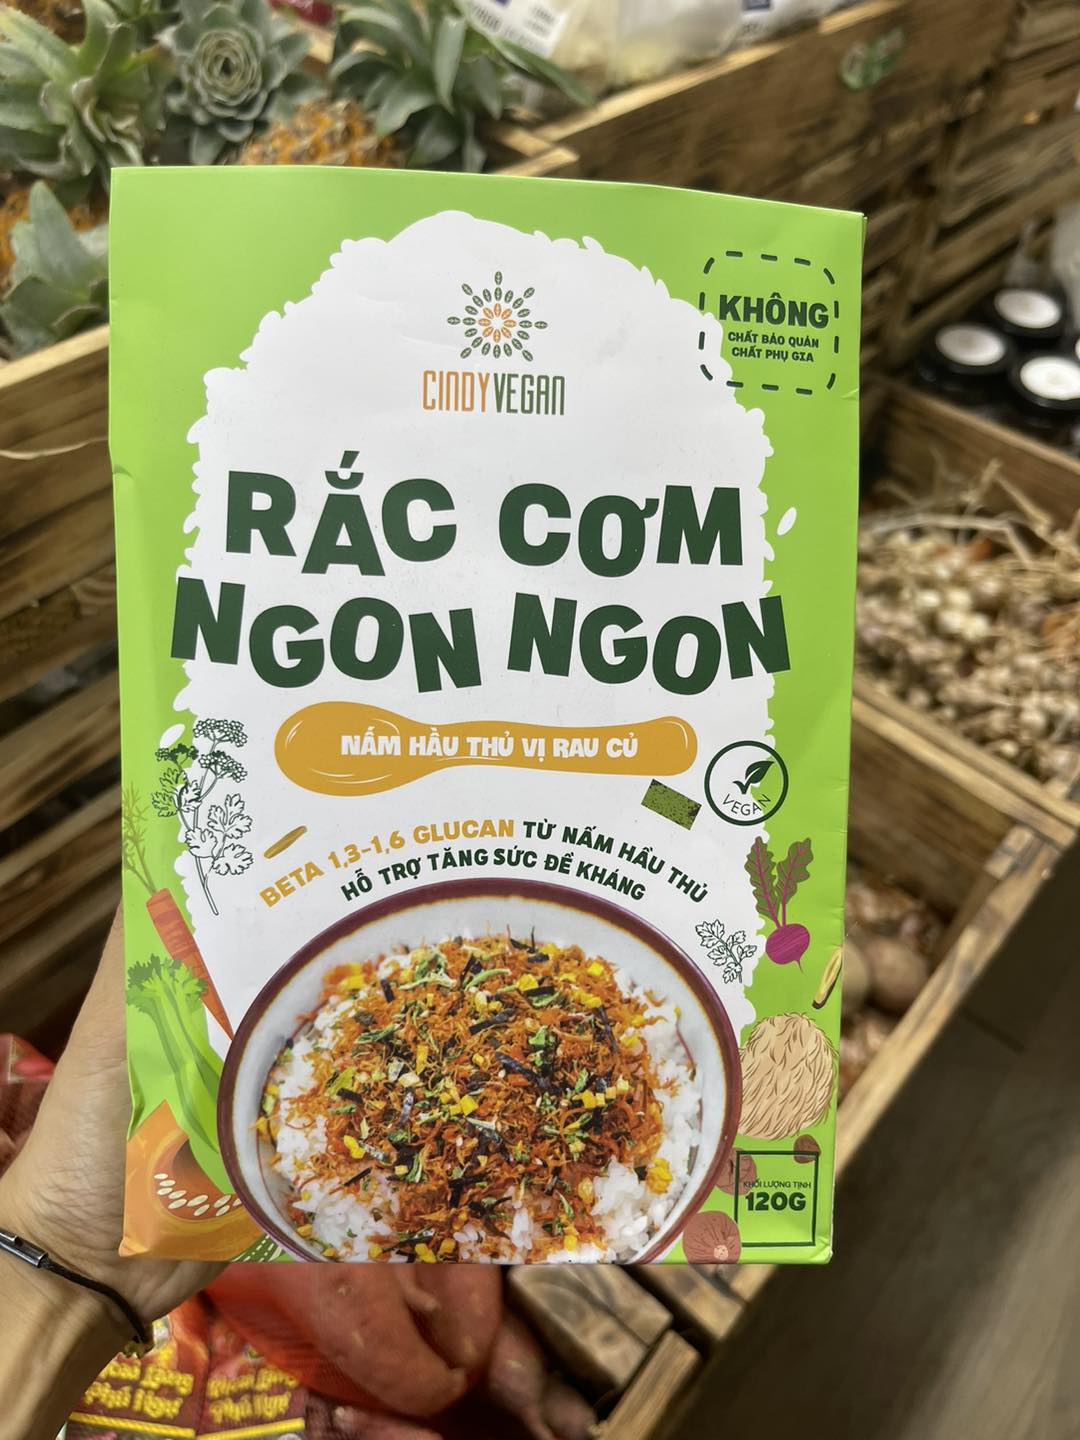 CINDYVEGAN
KHÔNG
CHẤT BẢO QUẢN
CHẤT PHỤ GIA
RẮC CƠM
NGON NGON
NẤM HẦU THỦ VỊ RAU CỦ
VEGAN
BETA 1,3-1,6 GLUCAN TỪ NẤM HẦU THỦ
HỖ TRỢ TĂNG SỨC ĐỀ KHÁNG
KHỐI LƯỢNG TỊNH
120G